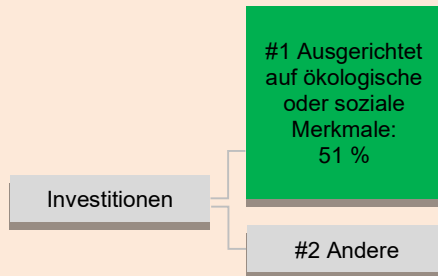 #1 Ausgerichtet
auf ökologische
oder soziale
Merkmale:
51 %
Investitionen
#2 Andere